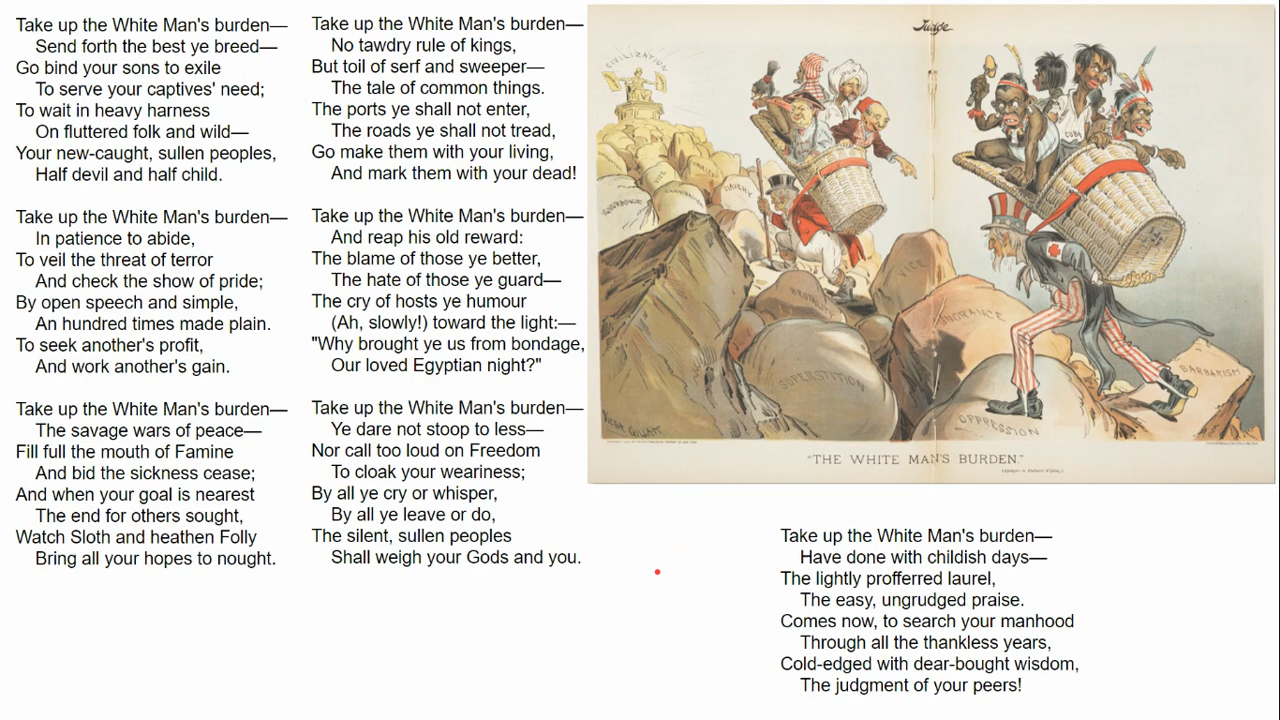 Take up the White Man's burden—
Send forth the best ye breed—
Go bind your sons to exile
To serve your captives' need;
To wait in heavy harness
On fluttered folk and wild—
Your new-caught, sullen peoples,
Half devil and half child.
Take up the White Man's burden—
In patience to abide,
To veil the threat of terror
And check the show of pride;
By open speech and simple,
An hundred times made plain.
To seek another's profit,
And work another's gain.
Take up the White Man's burden—
The savage wars of peace—
Fill full the mouth of Famine
And bid the sickness cease;
And when your goal is nearest
The end for others sought,
Watch Sloth and heathen Folly
Bring all your hopes to nought.
Take up the White Man's burden—
No tawdry rule of kings,
But toil of serf and sweeper—
The tale of common things.
The ports ye shall not enter,
The roads ye shall not tread,
Go make them with your living,
And mark them with your dead!
Take up the White Man's burden—
And reap his old reward:
The blame of those ye better,
The hate of those ye guard—
The cry of hosts ye humour
(Ah, slowly!) toward the light:—
"Why brought ye us from bondage,
Our loved Egyptian night?"
Take up the White Man's burden—
Ye dare not stoop to less—
Nor call too loud on Freedom
To cloak your weariness;
By all ye cry or whisper,
By all ye leave or do,
The silent, sullen peoples
Shall weigh your Gods and you.
Judge
CIVILIZATION
SLAVERY
IGNORANCE
CUBA
VICE
IGNORANCE
SUPERSTITION
OPPRESSION
BARBARISM
"THE WHITE MAN'S BURDEN."
Take up the White Man's burden—
Have done with childish days—
The lightly profferred laurel,
The easy, ungrudged praise.
Comes now, to search your manhood
Through all the thankless years,
Cold-edged with dear-bought wisdom,
The judgment of your peers!